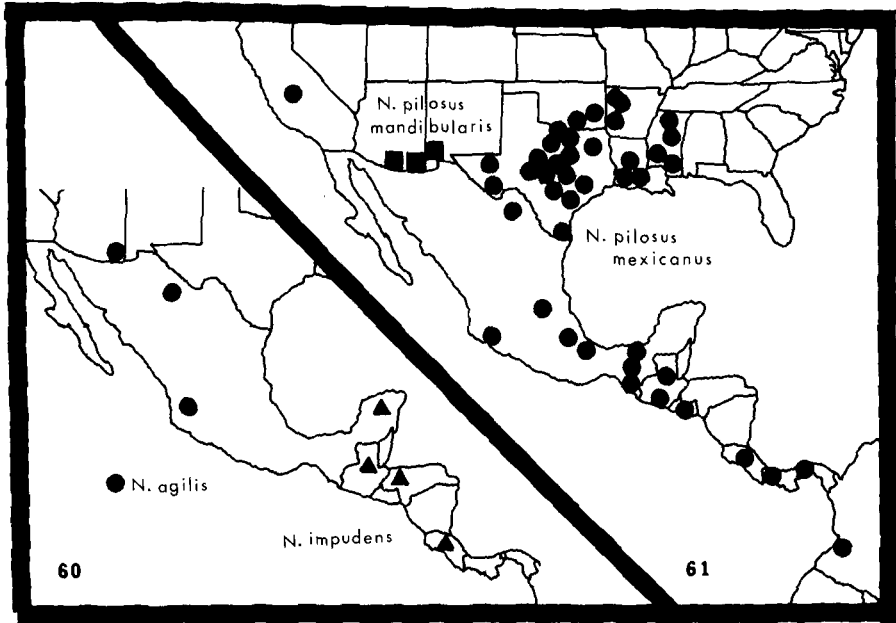 N. pilosus
mandibularis
N. pilosus
mexicanus
N. agilis
N. impudens
60
61